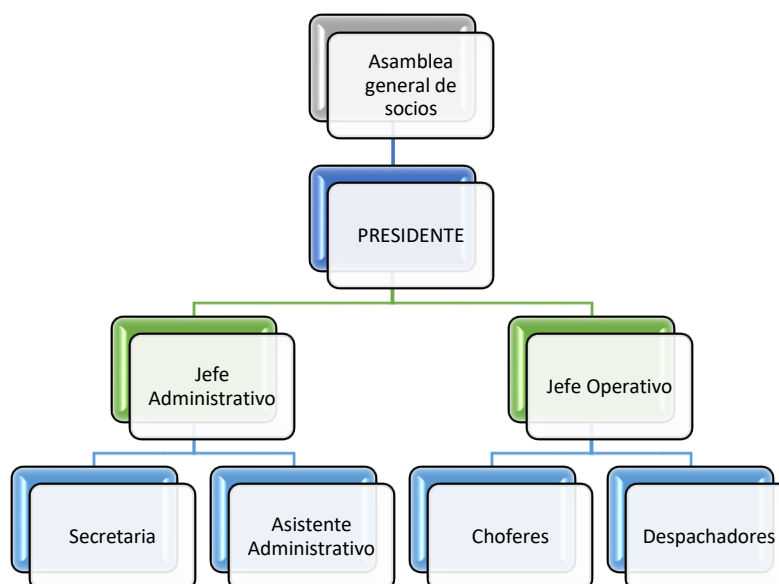 Asamblea
general de
socios
PRESIDENTE
Jefe
Administrativo
Jefe Operativo
Secretaria
Asistente
Administrativo
Choferes
Despachadores